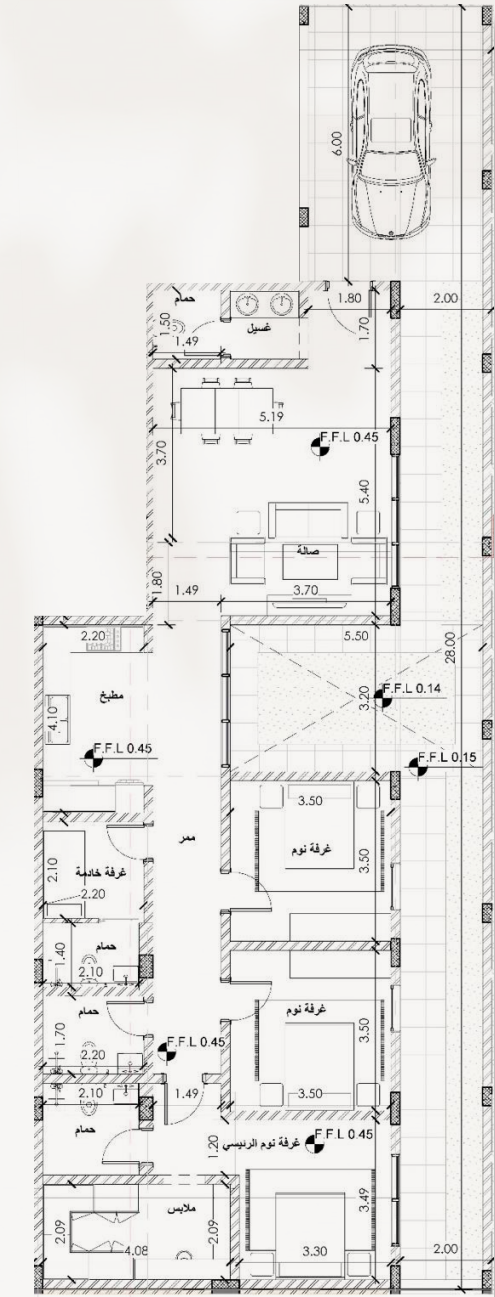 6.00
حمام
1.80
2.00
1.50
غسيل
1.70
1.49
5.19
F.F.L 0.45
3.70
5.40
صالة
1.80
1.49
3.70
2.20
5.50
28.00
مطبخ
4.10
3.20
F.F.L 0.14
F.F.L 0.45
F.F.L 0.15
3.50
ممر
غرفة نوم
3.50
2.10
غرفة خادمة
2.20
حمام
1.40
2.10
حمام
غرفة نوم
1.70
F.F.L 0.45
3.50
2.20
2.10
1.49
3.50
حمام
1.20
غرفة نوم الرئيسي
F.F.L 0.45
ملابس
3.49
2.09
2.09
4.08
3.30
2.00